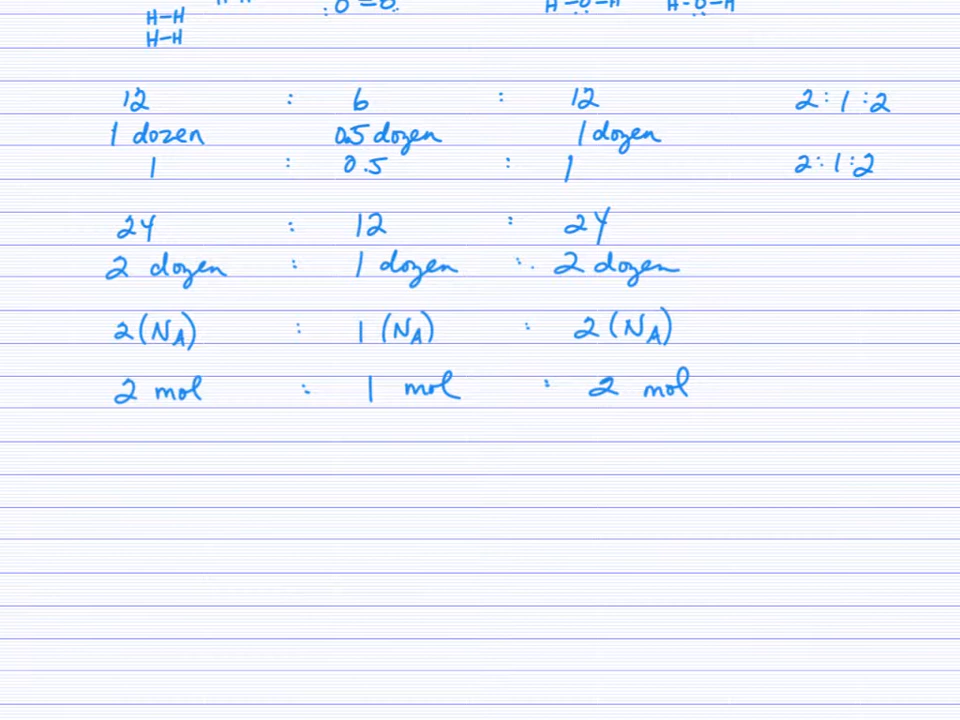 H-H :O=O: H-O-H H-O-H
H-H
H-H
12 : 6 : 12 2:1:2
1 dozen 0.5 dozen 1 dozen
1 : 0.5 : 1 2:1:2
24 : 12 : 24
2 dozen : 1 dozen : 2 dozen
2(NA) : 1(NA) : 2(NA)
2 mol : 1 mol : 2 mol